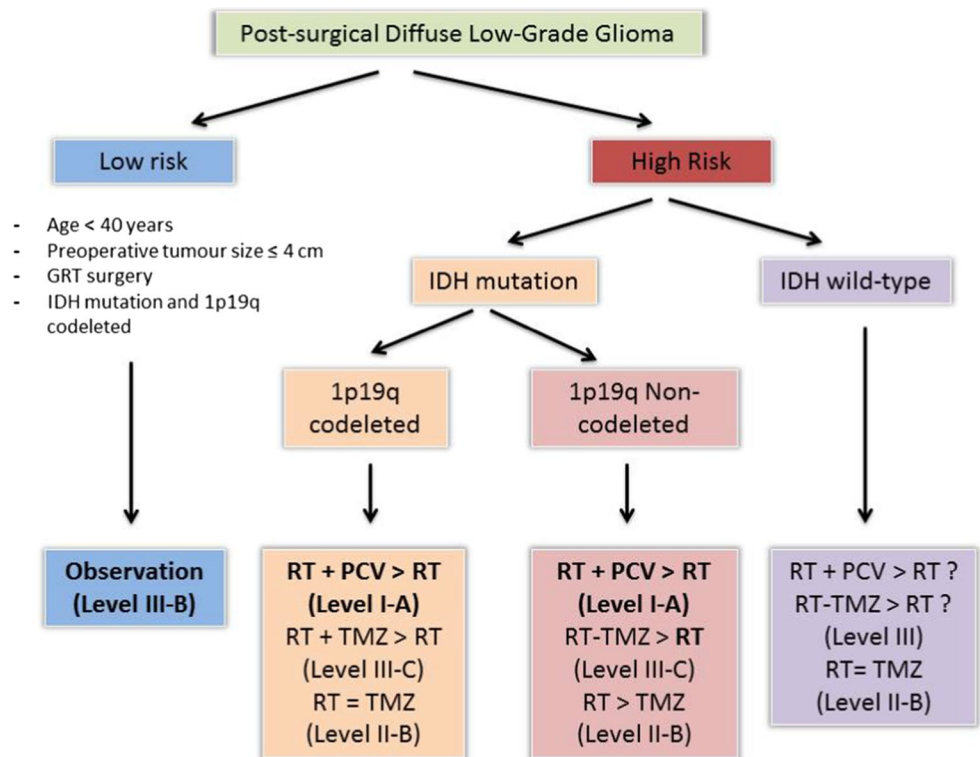 Post-surgical Diffuse Low-Grade Glioma
Low risk
High Risk
- Age < 40 years
- Preoperative tumour size ≤ 4 cm
- GRT surgery
- IDH mutation and 1p19q
codeleted
IDH mutation
IDH wild-type
1p19q
codeleted
1p19q Non-
codeleted
Observation
(Level III-B)
RT + PCV > RT
(Level I-A)
RT + TMZ > RT
(Level III-C)
RT = TMZ
(Level II-B)
RT + PCV > RT
(Level I-A)
RT-TMZ > RT
(Level III-C)
RT > TMZ
(Level II-B)
RT + PCV > RT ?
RT-TMZ > RT ?
(Level III)
RT= TMZ
(Level II-B)